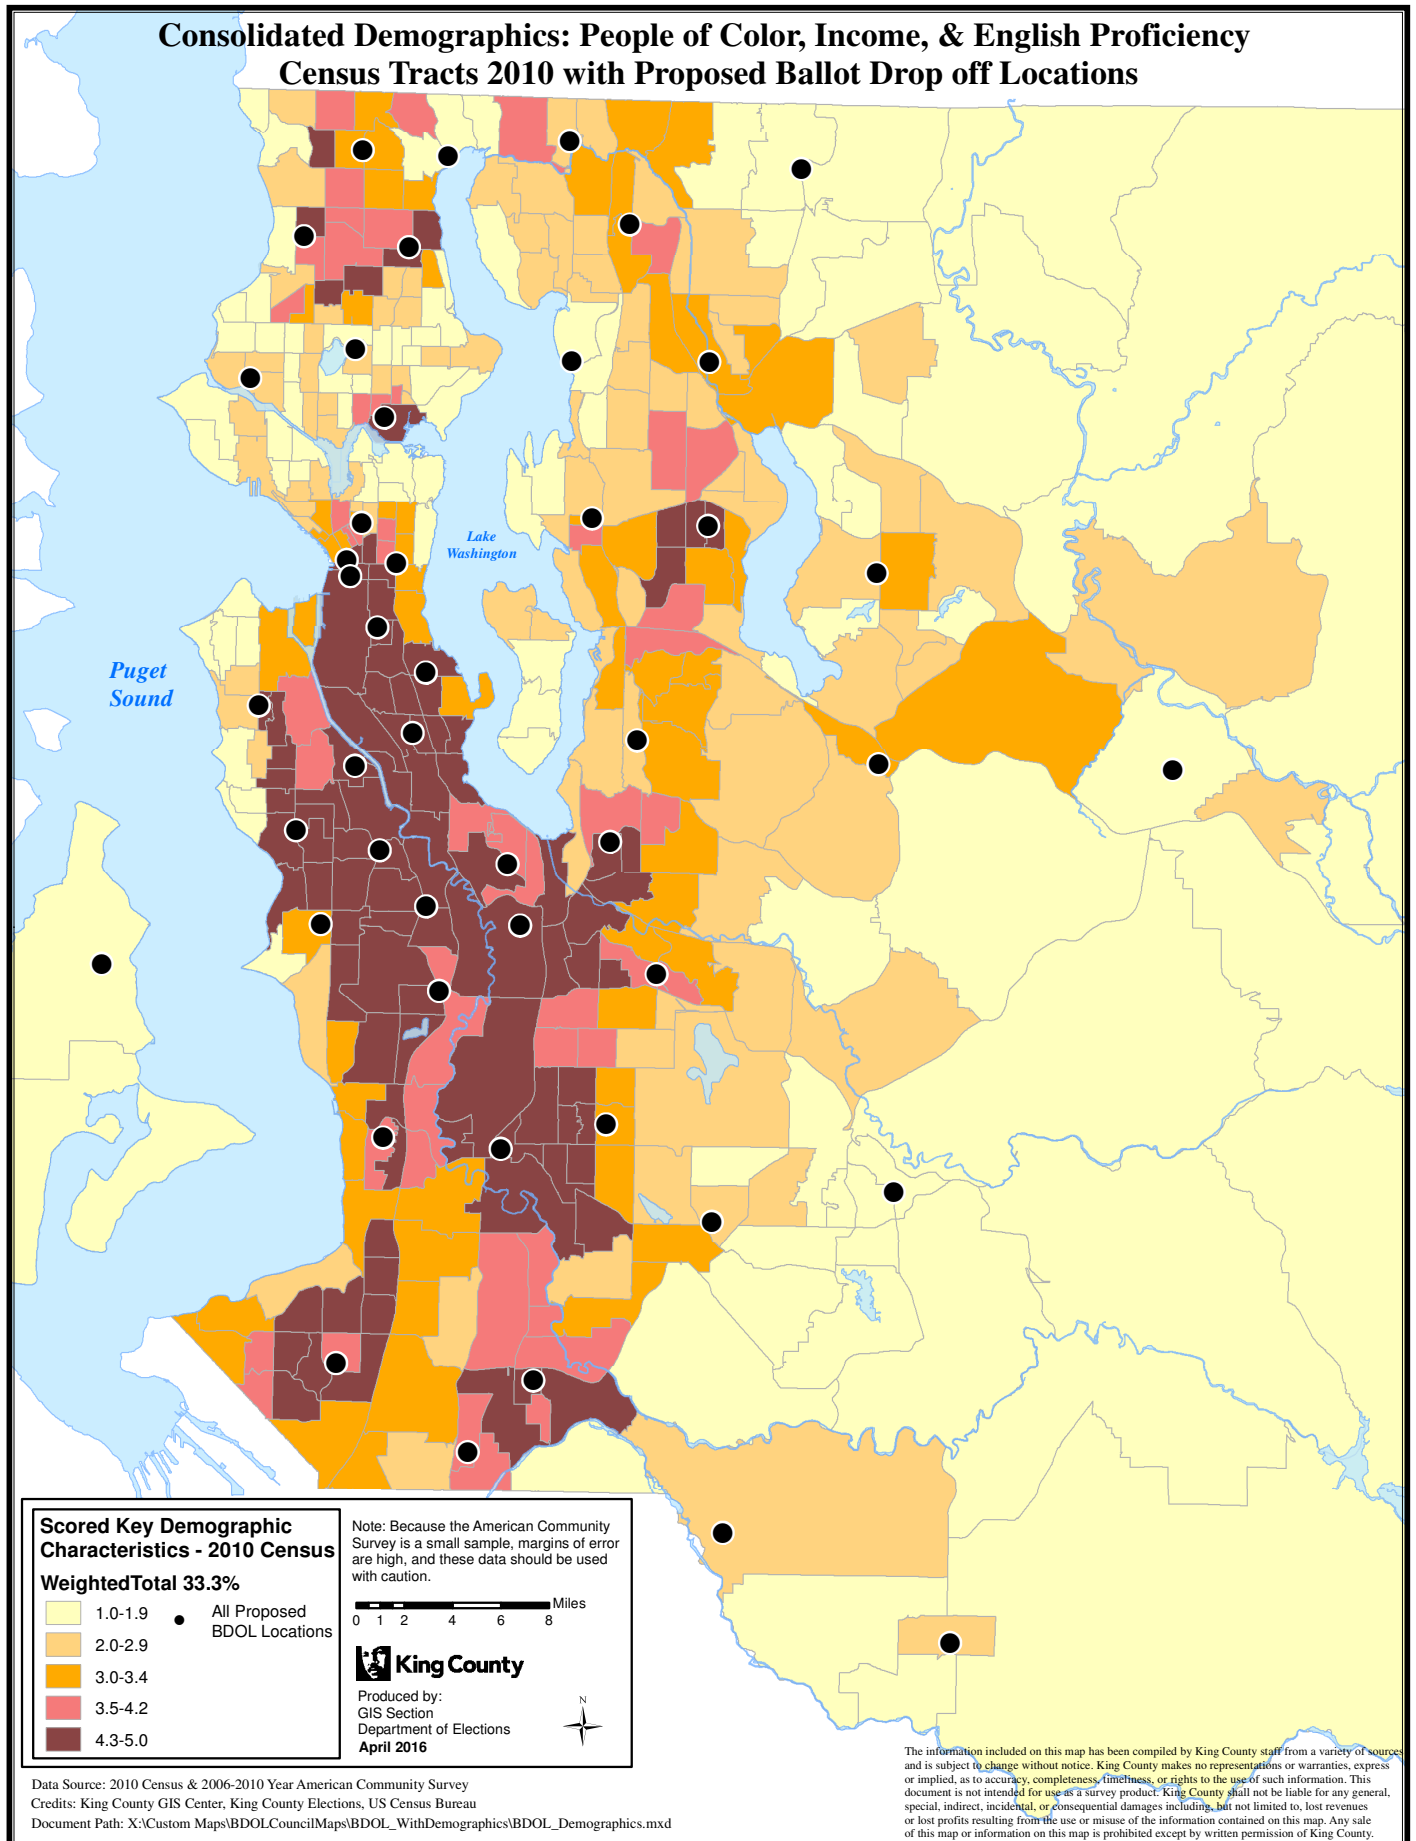 Consolidated Demographics: People of Color, Income, & English Proficiency
Census Tracts 2010 with Proposed Ballot Drop off Locations
Lake
Washington
Puget
Sound
Scored Key Demographic
Characteristics - 2010 Census
WeightedTotal 33.3%
1.0-1.9
2.0-2.9
3.0-3.4
3.5-4.2
4.3-5.0
All Proposed
BDOL Locations
Note: Because the American Community
Survey is a small sample, margins of error
are high, and these data should be used
with caution.
Miles
0 1 2 4 6 8
King County
Produced by:
GIS Section
Department of Elections
April 2016
N
Data Source: 2010 Census & 2006-2010 Year American Community Survey
Credits: King County GIS Center, King County Elections, US Census Bureau
Document Path: X:\Custom Maps\BDOLCouncilMaps\BDOL_WithDemographics\BDOL_Demographics.mxd
The information included on this map has been compiled by King County staff from a variety of sources
and is subject to change without notice. King County makes no representations or warranties, express
or implied, as to accuracy, completeness, timeliness, or rights to the use of such information. This
document is not intended for use as a survey product. King County shall not be liable for any general,
special, indirect, incidental, or consequential damages including, but not limited to, lost revenues
or lost profits resulting from the use or misuse of the information contained on this map. Any sale
of this map or information on this map is prohibited except by written permission of King County.